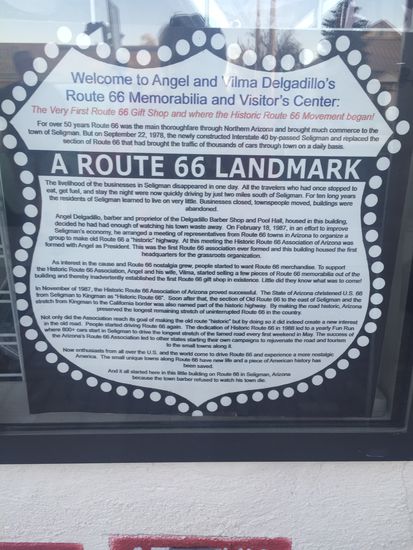 Welcome to Angel and Vilma Delgadillo's
Route 66 Memorabilia and Visitor's Center:
The Very First Route 66 Gift Shop and where the Historic Route 66 Movement began!
For over 50 years Route 66 was the main thoroughfare through Northern Arizona and brought much commerce to the
town of Seligman. But on September 22, 1978, the newly constructed Interstate 40 by-passed Seligman and replaced the
section of Route 66 that had brought the traffic of thousands of cars through town on a daily basis.
A ROUTE 66 LANDMARK
The livelihood of the businesses in Seligman disappeared in one day. All the travelers who had once stopped to
eat, get fuel, and stay the night were now quickly driving by just two miles south of Seligman. For ten long years
the residents of Seligman learned to live on very little. Businesses closed, townspeople moved, buildings were
abandoned.
Angel Delgadillo, barber and proprietor of the Delgadillo Barber Shop and Pool Hall, housed in this building,
decided he had had enough of watching his town waste away. On February 18, 1987, in an effort to improve
Seligman's economy, he arranged a meeting of representatives from Route 66 towns in Arizona to organize a
group to make old Route 66 a "historic" highway. At this meeting the Historic Route 66 Association of Arizona was
formed with Angel as President. This was the first Route 66 association ever formed and this building housed the first
headquarters for the grassroots organization.
As interest in the cause and Route 66 nostalgia grew, people started to want Route 66 merchandise. To support
the Historic Route 66 Association, Angel and his wife, Vilma, started selling a few pieces of Route 66 memorabilia out of the
building and thereby inadvertently established the first Route 66 gift shop in existence. Little did they know what was to come!
In November of 1987, the Historic Route 66 Association of Arizona proved successful. The State of Arizona christened U.S. 66
from Seligman to Kingman as "Historic Route 66". Soon after that, the section of Old Route 66 to the east of Seligman and the
stretch from Kingman to the California border was also named part of the historic highway. By making the road historic, Arizona
preserved the longest remaining stretch of uninterrupted Route 66 in the country.
Not only did the Association reach its goal of making the old route "historic" but by doing so it did indeed create a new interest
in the old road. People started driving Route 66 again. The dedication of Historic Route 66 in 1988 led to a yearly Fun Run
where 800+ cars start in Seligman to drive the longest stretch of the famed road every first weekend in May. The success of
the Arizona's Route 66 Association led to other states starting their own campaigns to rejuvenate the road and tourism
to the small towns along it.
Now enthusiasts from all over the U.S. and the world come to drive Route 66 and experience a more nostalgic
America. The small unique towns along Route 66 have new life and a piece of American history has
been saved.
And it all started here in this little building on Route 66 in Seligman, Arizona
because the town barber refused to watch his town die.